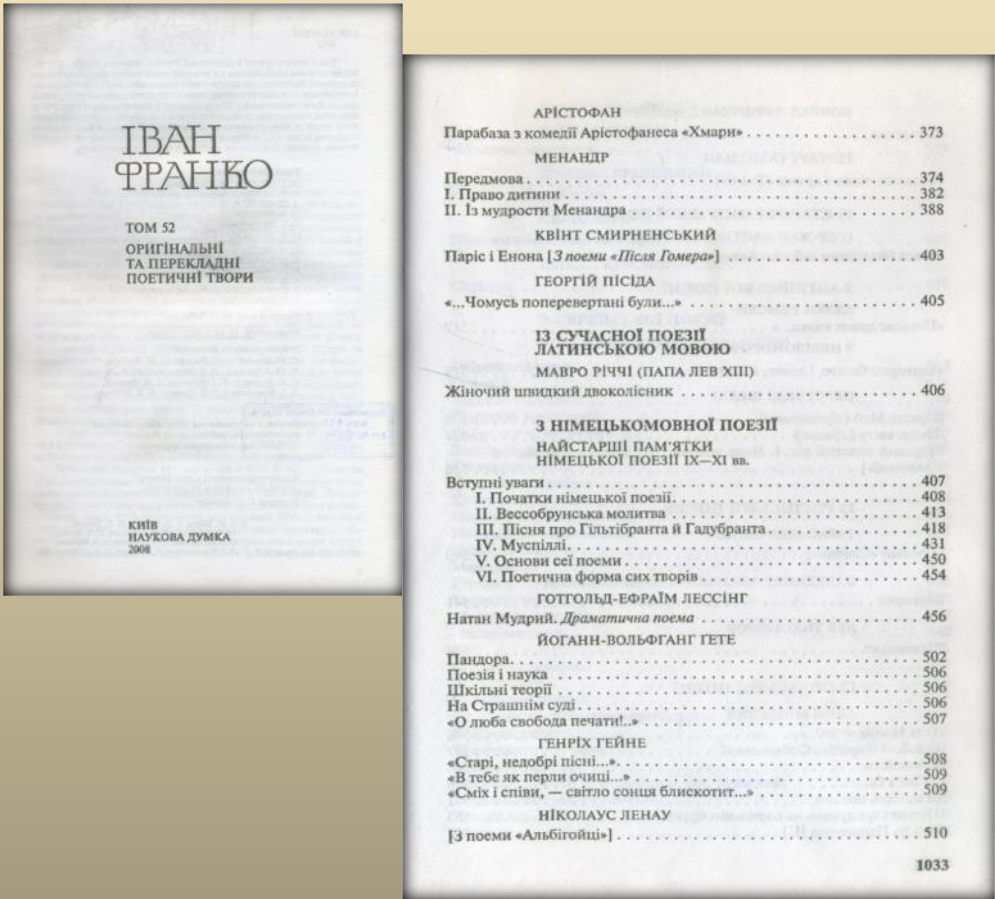 ІВАН
ФРАНКО
ТОМ 52
ОРИГІНАЛЬНІ
ТА ПЕРЕКЛАДНІ
ПОЕТИЧНІ ТВОРИ
КИЇВ
НАУКОВА ДУМКА
2008
АРІСТОФАН
Парабаза з комедії Арістофанеса «Хмари» 373
МЕНАНДР
Передмова 374
І. Право дитини 382
ІІ. Із мудрости Менандра 388
КВІНТ СМИРНЕНСЬКИЙ
Паріс і Енона [З поеми «Після Гомера»] 403
ГЕОРГІЙ ПІСІДА
«...Чомусь поперевертані були...» 405
ІЗ СУЧАСНОЇ ПОЕЗІЇ
ЛАТИНСЬКОЮ МОВОЮ
МАВРО РІЧЧІ (ПАПА ЛЕВ XIII)
Жіночий швидкий двоколісник 406
З НІМЕЦЬКОМОВНОЇ ПОЕЗІЇ
НАЙСТАРШІ ПАМ'ЯТКИ
НІМЕЦЬКОЇ ПОЕЗІЇ IX—XI вв.
Вступні уваги 407
I. Початки німецької поезії 408
II. Вессобрунська молитва 413
III. Пісня про Гільтібранта й Гадубранта 418
IV. Муспіллі 431
V. Основи сеї поеми 450
VI. Поетична форма сих творів 454
ГОТГОЛЬД-ЕФРАЇМ ЛЕССІНГ
Натан Мудрий. Драматична поема 456
ЙОГАНН-ВОЛЬФГАНГ ҐЕТЕ
Пандора 502
Поезія і наука 506
Шкільні теорії 506
На Страшнім суді 506
«О люба свобода печати!..» 507
ГЕНРІХ ГЕЙНЕ
«Старі, недобрі пісні...» 508
«В тебе як перли очиці...» 509
«Сміх і співи, — світло сонця блискотит...» 509
НІКОЛАУС ЛЕНАУ
[З поеми «Альбігойці»] 510
1033